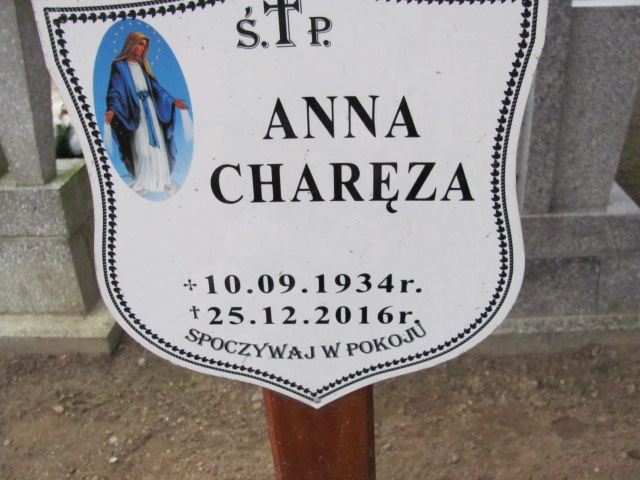 Ś.†P.
ANNA
CHARĘZA
✢10.09.1934r.
†25.12.2016r.
SPOCZYWAJ W POKOJU